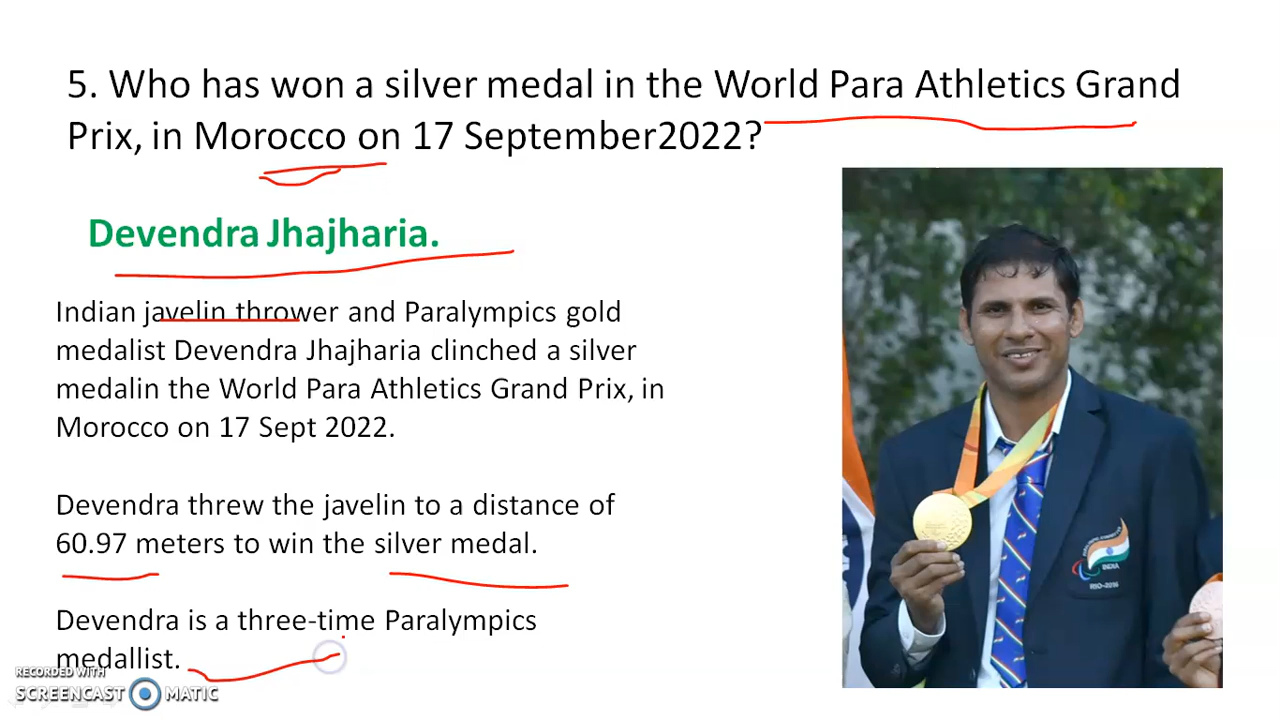 5. Who has won a silver medal in the World Para Athletics Grand
Prix, in Morocco on 17 September2022?
Devendra Jhajharia.
Indian javelin thrower and Paralympics gold
medalist Devendra Jhajharia clinched a silver
medalin the World Para Athletics Grand Prix, in
Morocco on 17 Sept 2022.
Devendra threw the javelin to a distance of
60.97 meters to win the silver medal.
Devendra is a three-time Paralympics
medallist.
RECORDED WITH
SCREENCAST MATIC
INDIA
RIO-2016